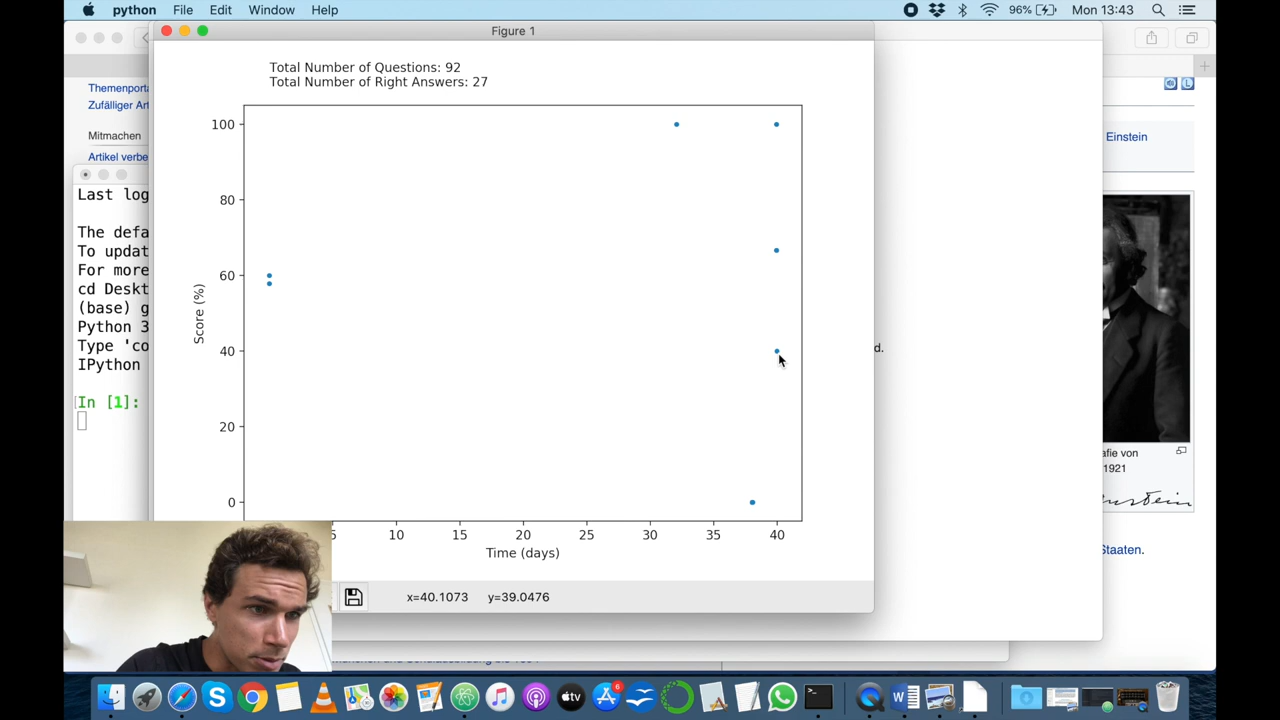 python File Edit Window Help 96% Mon 13:43
Figure 1
Total Number of Questions: 92
Total Number of Right Answers: 27
100
80
60
40
20
0
Score (%)
5 10 15 20 25 30 35 40
Time (days)
x=40.1073 y=39.0476
Themenporta
Zufälliger Art
Mitmachen
Artikel verbe
Last log
The defa
To updat
For more
cd Deskt
(base) g
Python 3
Type 'co
IPython
In [1]:
d.
Einstein
afie von
1921
Staaten.
6
W